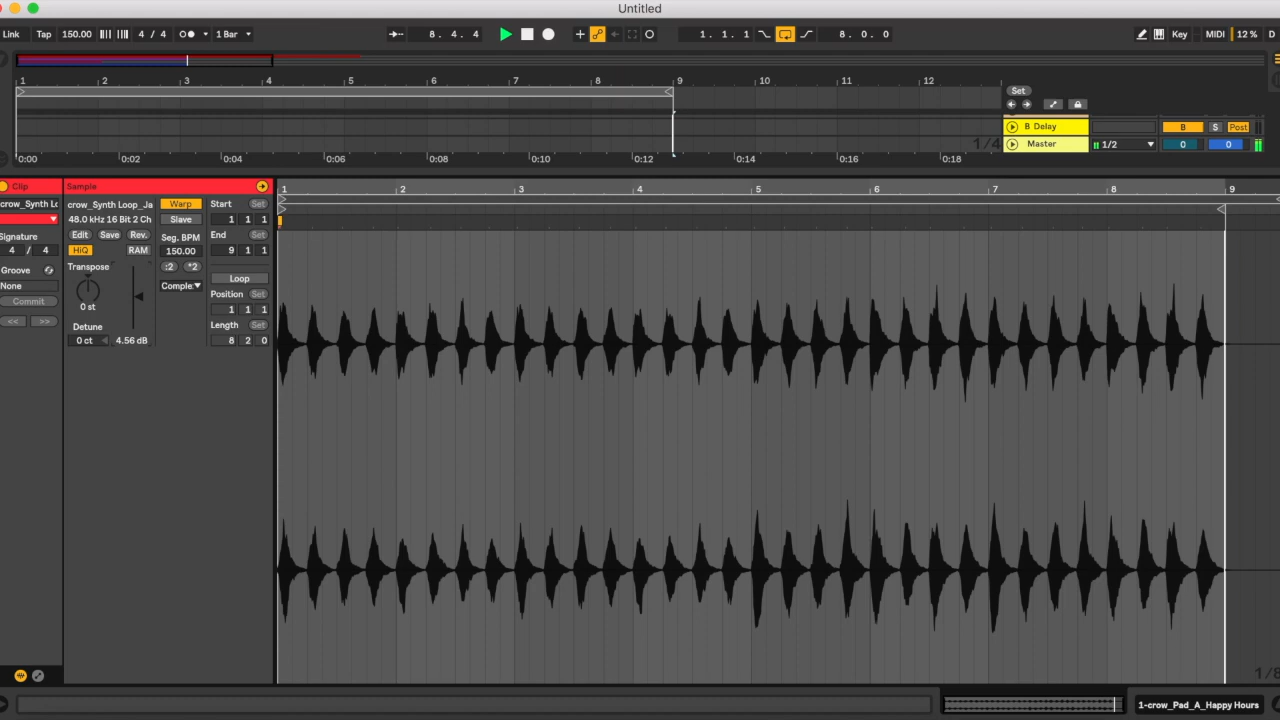 Untitled
Link Tap 150.00 4 / 4 1 Bar 8. 4. 4 1. 1. 1 8. 0. 0 Key MIDI 12 % D
1 2 3 4 5 6 7 8 9 10 11 12
Set
B Delay B S Post
1/4 Master 1/2 0 0
0:00 0:02 0:04 0:06 0:08 0:10 0:12 0:14 0:16 0:18
Clip Sample
1 2 3 4 5 6 7 8 9
crow_Synth Lo crow_Synth Loop_Ja Warp Start Set
48.0 kHz 16 Bit 2 Ch Slave 1 1 1
Signature Edit Save Rev. Seg. BPM End Set
4 / 4 HiQ RAM 150.00 9 1 1
Groove Transpose :2 *2
None Comple Loop
Commit 0 st Position Set
<< >> 1 1 1
Detune Length Set
0 ct 4.56 dB 8 2 0
1/8
1-crow_Pad_A_Happy Hours